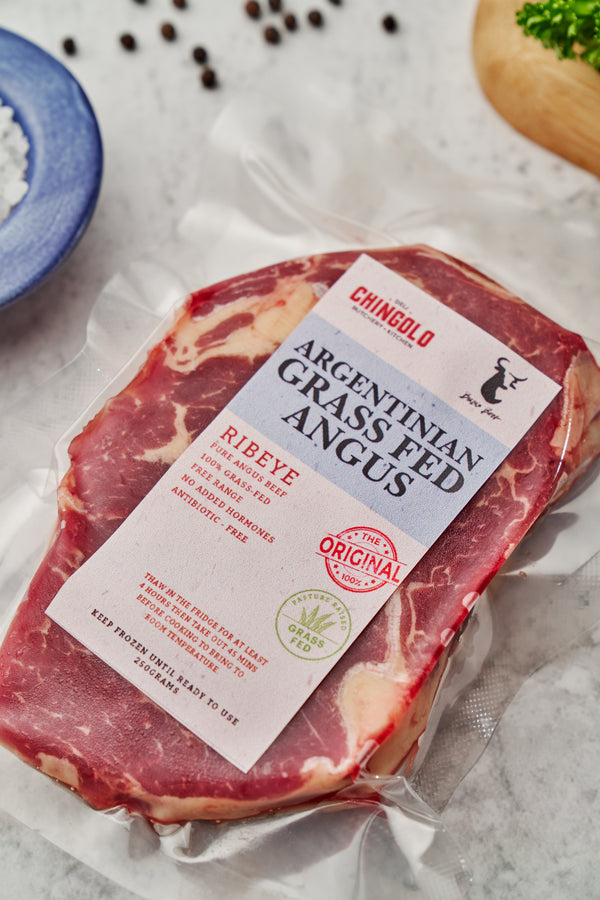 DELI
CHINGOLO
BUTCHERY • KITCHEN
ARGENTINIAN
GRASS FED
ANGUS
RIBEYE
PURE ANGUS BEEF
100% GRASS-FED
FREE RANGE
NO ADDED HORMONES
ANTIBIOTIC - FREE
THE
ORIGINAL
100%
PASTURE RAISED
GRASS
FED
THAW IN THE FRIDGE FOR AT LEAST
4 HOURS THEN TAKE OUT 45 MINS
BEFORE COOKING TO BRING TO
ROOM TEMPERATURE
KEEP FROZEN UNTIL READY TO USE
250GRAMS